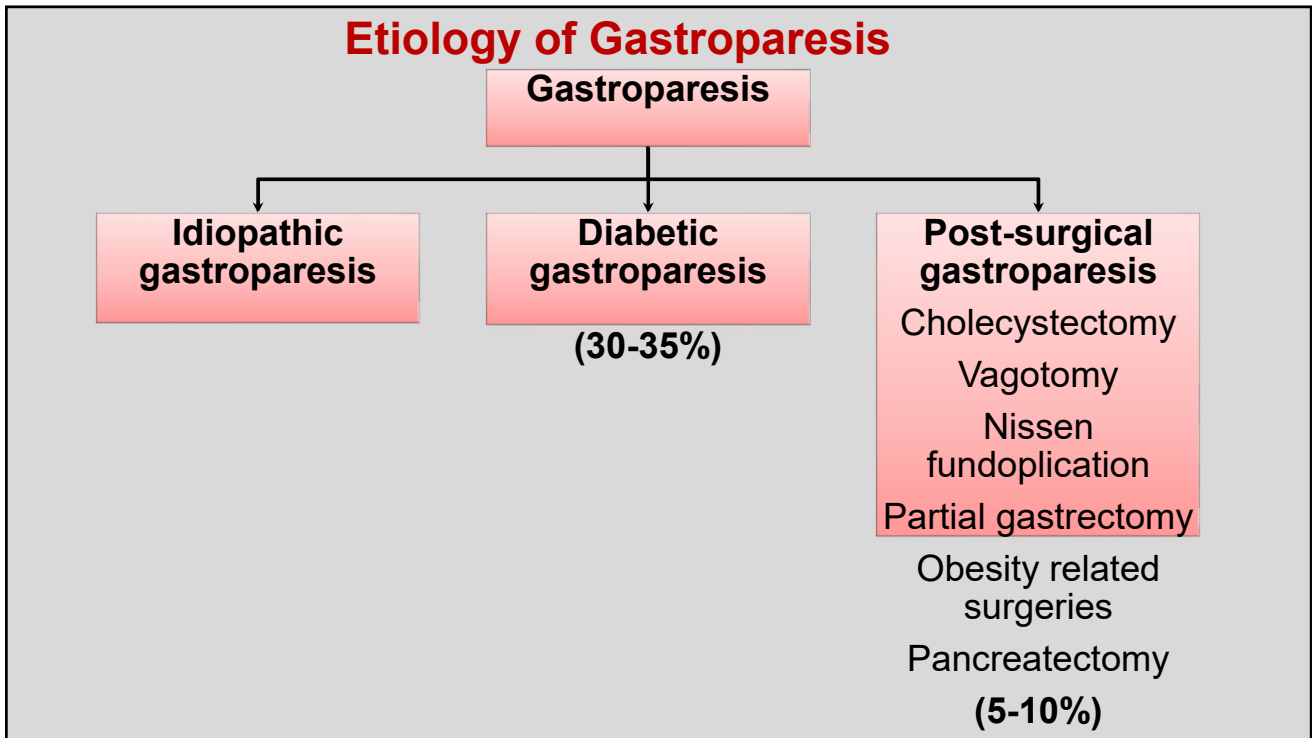 Etiology of Gastroparesis
Gastroparesis
Idiopathic
gastroparesis
Diabetic
gastroparesis
(30-35%)
Post-surgical
gastroparesis
Cholecystectomy
Vagotomy
Nissen
fundoplication
Partial gastrectomy
Obesity related
surgeries
Pancreatectomy
(5-10%)